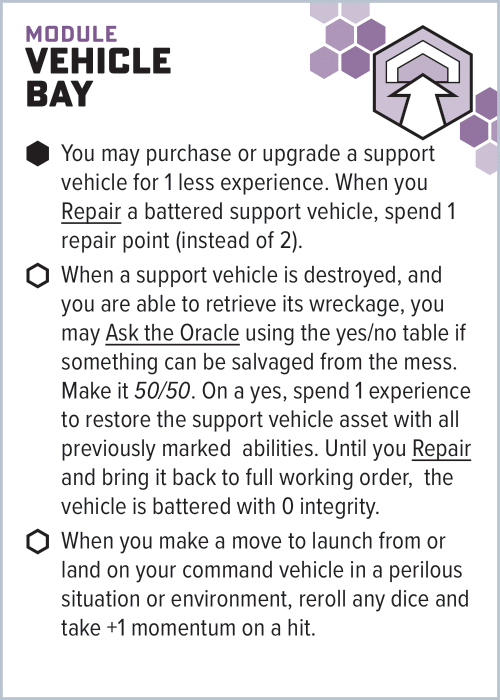 MODULE
VEHICLE
BAY
You may purchase or upgrade a support
vehicle for 1 less experience. When you
Repair a battered support vehicle, spend 1
repair point (instead of 2).
When a support vehicle is destroyed, and
you are able to retrieve its wreckage, you
may Ask the Oracle using the yes/no table if
something can be salvaged from the mess.
Make it 50/50. On a yes, spend 1 experience
to restore the support vehicle asset with all
previously marked  abilities. Until you Repair
and bring it back to full working order,  the
vehicle is battered with 0 integrity.
When you make a move to launch from or
land on your command vehicle in a perilous
situation or environment, reroll any dice and
take +1 momentum on a hit.